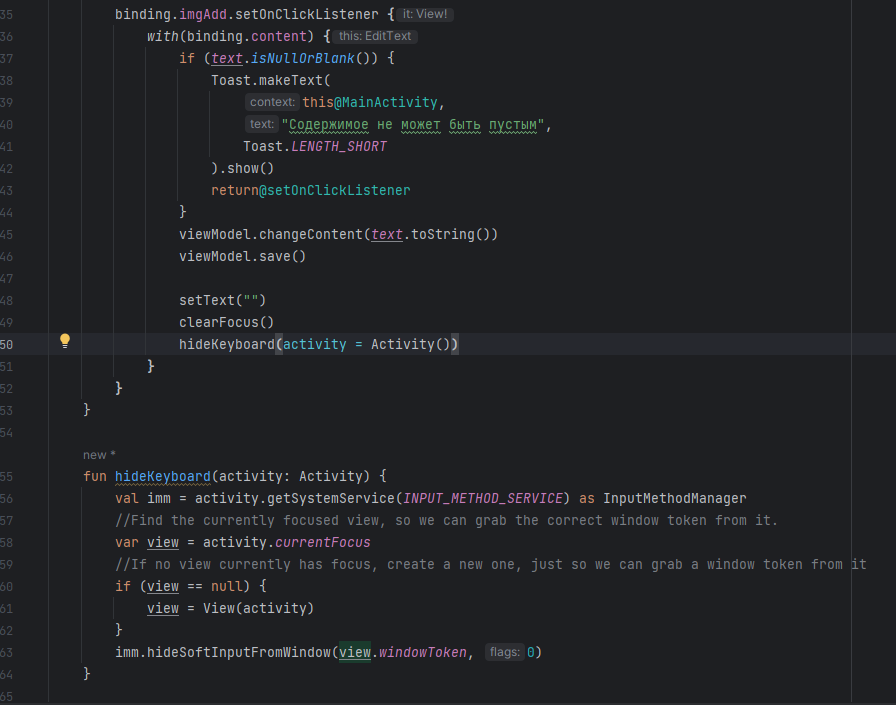 35 binding.imgAdd.setOnClickListener { it: View!
36 with(binding.content) { this: EditText
37 if (text.isNullOrBlank()) {
38 Toast.makeText(
39 context: this@MainActivity,
40 text: "Содержимое не может быть пустым",
41 Toast.LENGTH_SHORT
42 ).show()
43 return@setOnClickListener
44 }
45 viewModel.changeContent(text.toString())
46 viewModel.save()
47
48 setText("")
49 clearFocus()
50 hideKeyboard(activity = Activity())
51 }
52 }
53 }
54
new *
55 fun hideKeyboard(activity: Activity) {
56 val imm = activity.getSystemService(INPUT_METHOD_SERVICE) as InputMethodManager
57 //Find the currently focused view, so we can grab the correct window token from it.
58 var view = activity.currentFocus
59 //If no view currently has focus, create a new one, just so we can grab a window token from it
60 if (view == null) {
61 view = View(activity)
62 }
63 imm.hideSoftInputFromWindow(view.windowToken, flags: 0)
64 }
65